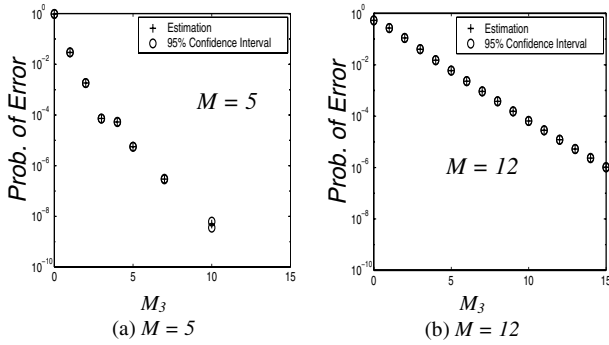 Estimation
95% Confidence Interval
M = 5
Prob. of Error
10^0
10^-2
10^-4
10^-6
10^-8
10^-10
0 5 10 15
M_3
(a) M = 5
Estimation
95% Confidence Interval
M = 12
Prob. of Error
10^0
10^-2
10^-4
10^-6
10^-8
10^-10
0 5 10 15
M_3
(b) M = 12